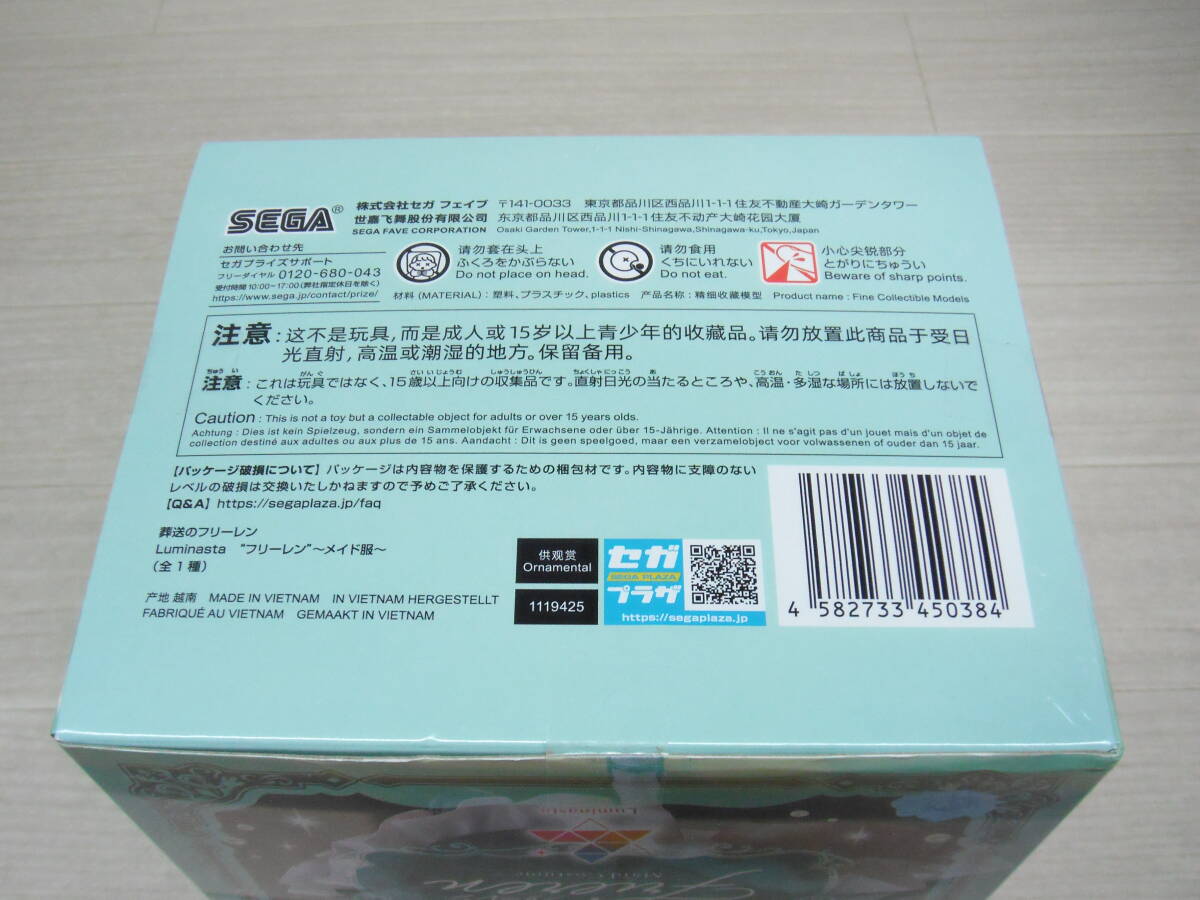 SEGA®
株式会社セガ フェイブ 〒141-0033 東京都品川区西品川1-1-1住友不動産大崎ガーデンタワー
世嘉飞舞股份有限公司 东京都品川区西品川1-1-1住友不动产大崎花园大厦
SEGA FAVE CORPORATION Osaki Garden Tower,1-1-1 Nishi-Shinagawa,Shinagawa-ku,Tokyo,Japan
お問い合わせ先
セガプライズサポート
フリーダイヤル 0120-680-043
受付時間 10:00~17:00(弊社指定休日を除く)
https://www.sega.jp/contact/prize/
请勿套在头上
ふくろをかぶらない
Do not place on head.
请勿食用
くちにいれない
Do not eat.
小心尖锐部分
とがりにちゅうい
Beware of sharp points.
材料 (MATERIAL) : 塑料、プラスチック、plastics 产品名称 : 精细收藏模型 Product name : Fine Collectible Models
注意 : 这不是玩具, 而是成人或15岁以上青少年的收藏品。请勿放置此商品于受日
光直射, 高温或潮湿的地方。保留备用。
注意 : これは玩具ではなく、15歳以上向けの収集品です。直射日光の当たるところや、高温・多湿な場所には放置しないで
ください。
Caution : This is not a toy but a collectable object for adults or over 15 years olds.
Achtung : Dies ist kein Spielzeug, sondern ein Sammelobjekt für Erwachsene oder über 15-Jährige. Attention : Il ne s'agit pas d'un jouet mais d'un objet de
collection destiné aux adultes ou aux plus de 15 ans. Aandacht : Dit is geen speelgoed, maar een verzamelobject voor volwassenen of ouder dan 15 jaar.
【パッケージ破損について】パッケージは内容物を保護するための梱包材です。内容物に支障のない
レベルの破損は交換いたしかねますので予めご了承ください。
【Q&A】https://segaplaza.jp/faq
葬送のフリーレン
Luminasta "フリーレン"~メイド服~
(全1種)
产地 越南 MADE IN VIETNAM IN VIETNAM HERGESTELLT
FABRIQUÉ AU VIETNAM GEMAAKT IN VIETNAM
供观赏
Ornamental
1119425
セガ
SEGA PLAZA
プラザ
https://segaplaza.jp
4 582733 450384
Luminasta
Maid Costume
Frieren